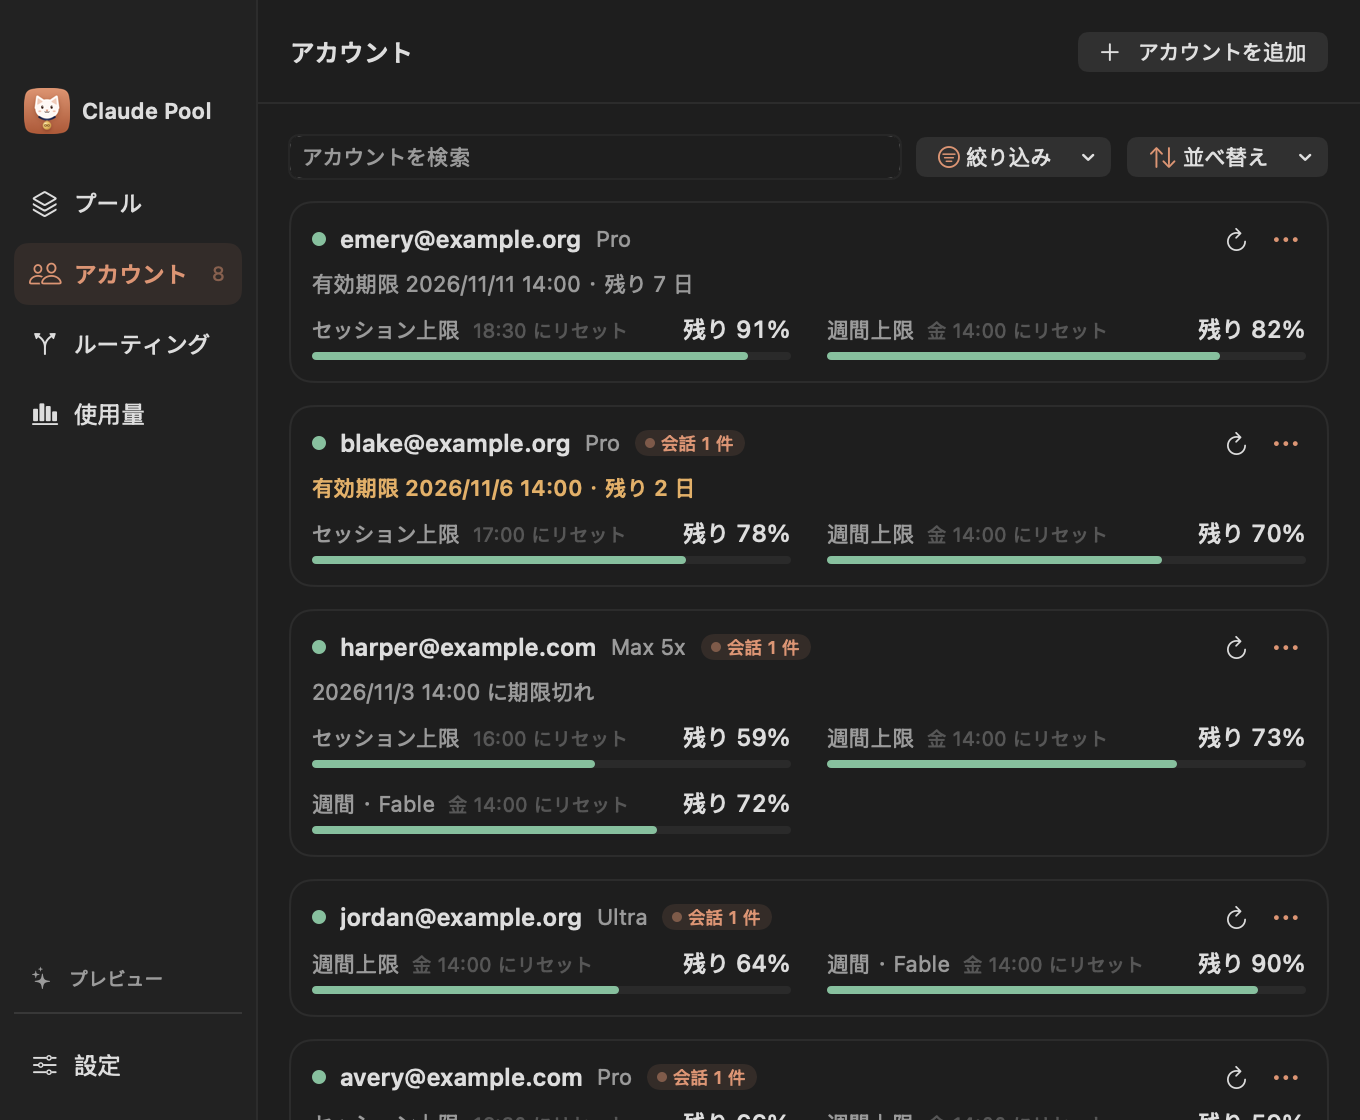 アカウント
アカウントを追加
Claude Pool
アカウントを検索
絞り込み
並べ替え
プール
アカウント 8
ルーティング
使用量
プレビュー
設定
emery@example.org Pro
有効期限 2026/11/11 14:00 · 残り 7 日
セッション上限 18:30 にリセット 残り 91%
週間上限 金 14:00 にリセット 残り 82%
blake@example.org Pro 会話 1 件
有効期限 2026/11/6 14:00 · 残り 2 日
セッション上限 17:00 にリセット 残り 78%
週間上限 金 14:00 にリセット 残り 70%
harper@example.com Max 5x 会話 1 件
2026/11/3 14:00 に期限切れ
セッション上限 16:00 にリセット 残り 59%
週間上限 金 14:00 にリセット 残り 73%
週間 · Fable 金 14:00 にリセット 残り 72%
jordan@example.org Ultra 会話 1 件
週間上限 金 14:00 にリセット 残り 64%
週間 · Fable 金 14:00 にリセット 残り 90%
avery@example.com Pro 会話 1 件